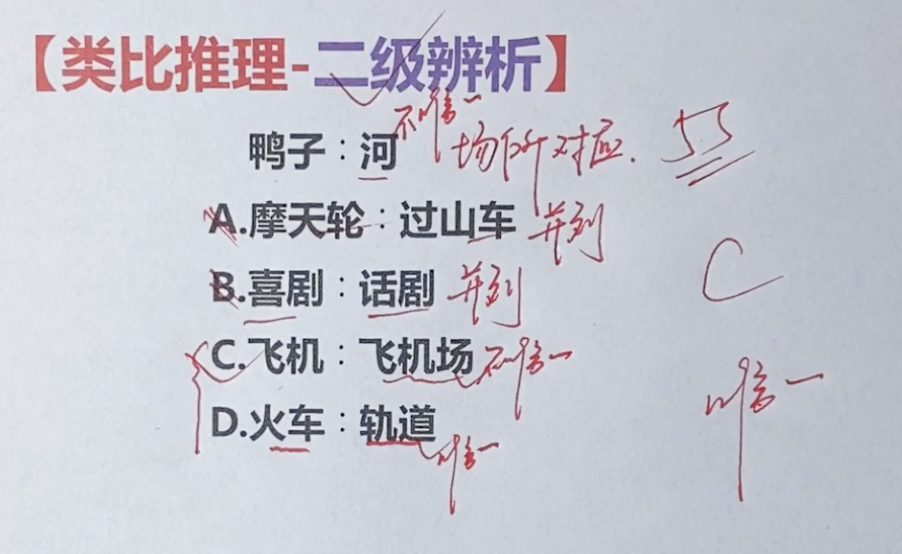 【类比推理-二级辨析】
鸭子：河 不唯一 场所对应.
A.摩天轮：过山车 并列
B.喜剧：话剧 并列
C
C.飞机：飞机场 不唯一
唯一
D.火车：轨道
唯一